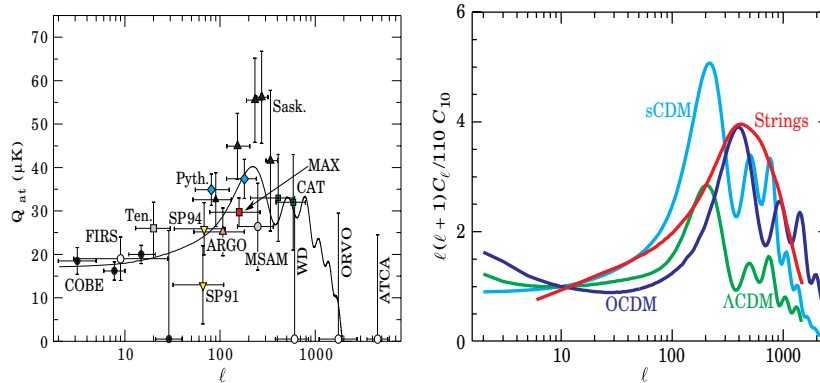 70
60
50
40
30
20
10
0
Q at (μK)
10
100
1000
ℓ
COBE
FIRS
Ten.
SP94
SP91
Pyth.
ARGO
Sask.
MAX
MSAM
CAT
WD
ORVO
ATCA
6
4
2
0
ℓ(ℓ + 1)Cℓ/110 C10
10
100
1000
ℓ
sCDM
Strings
OCDM
ΛCDM